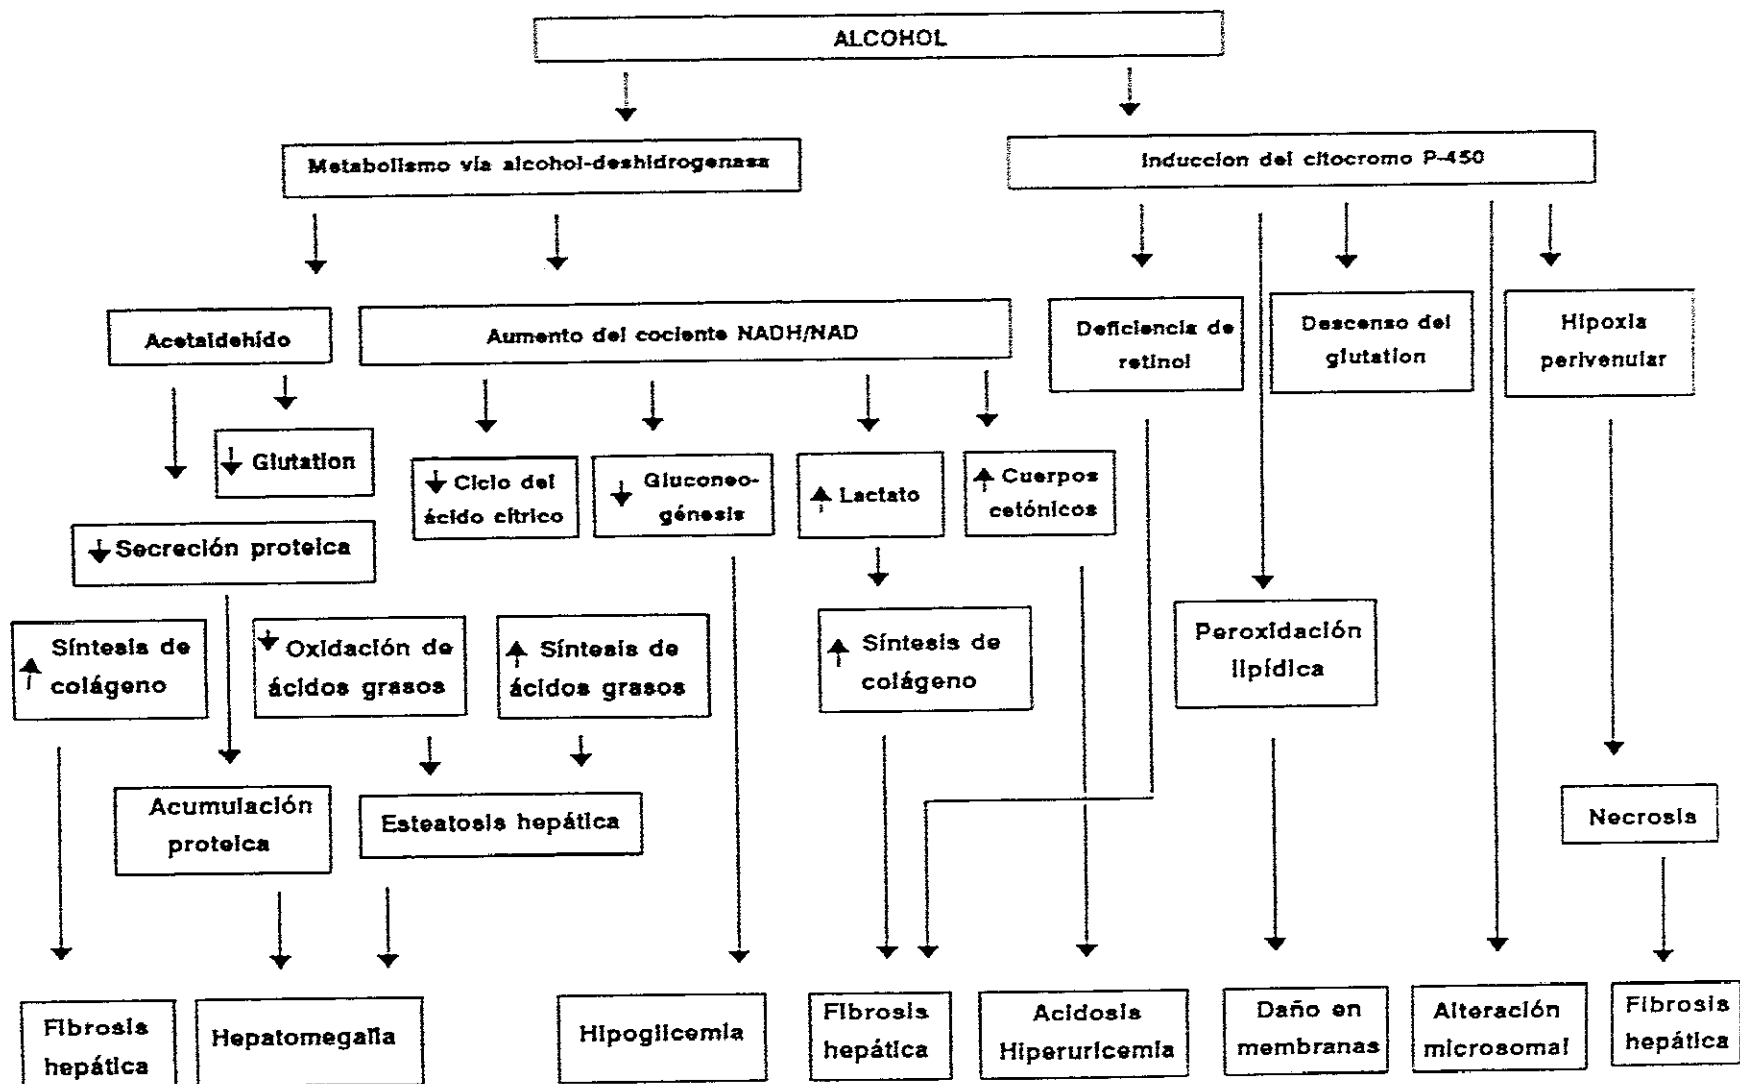 ALCOHOL
Metabolismo vía alcohol-deshidrogenasa
Induccion del citocromo P-450
Acetaldehído
Aumento del cociente NADH/NAD
Deficiencia de
retinol
Descenso del
glutation
Hipoxia
perivenular
↓ Glutation
↓ Ciclo del
ácido cítrico
↓ Gluconeo-
génesis
↑ Lactato
↑ Cuerpos
cetónicos
↓ Secreción proteica
↑ Síntesis de
colágeno
↓ Oxidación de
ácidos grasos
↑ Síntesis de
ácidos grasos
↑ Síntesis de
colágeno
Peroxidación
lipídica
Acumulación
proteica
Esteatosis hepática
Necrosis
Fibrosis
hepática
Hepatomegalia
Hipoglicemia
Fibrosis
hepática
Acidosis
Hiperuricemia
Daño en
membranas
Alteración
microsomal
Fibrosis
hepática